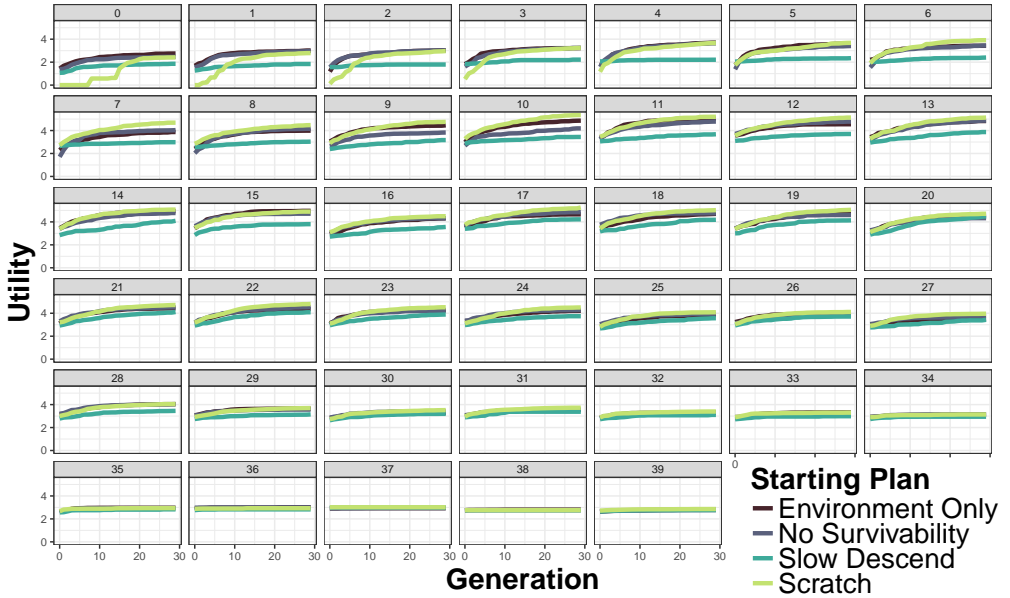 0 1 2 3 4 5 6
4
2
0
7 8 9 10 11 12 13
4
2
0
14 15 16 17 18 19 20
4
2
0
21 22 23 24 25 26 27
4
2
0
28 29 30 31 32 33 34
4
2
0
0
35 36 37 38 39
4
2
0
0 10 20 30 0 10 20 30 0 10 20 30 0 10 20 30 0 10 20 30
Utility
Generation
Starting Plan
Environment Only
No Survivability
Slow Descend
Scratch